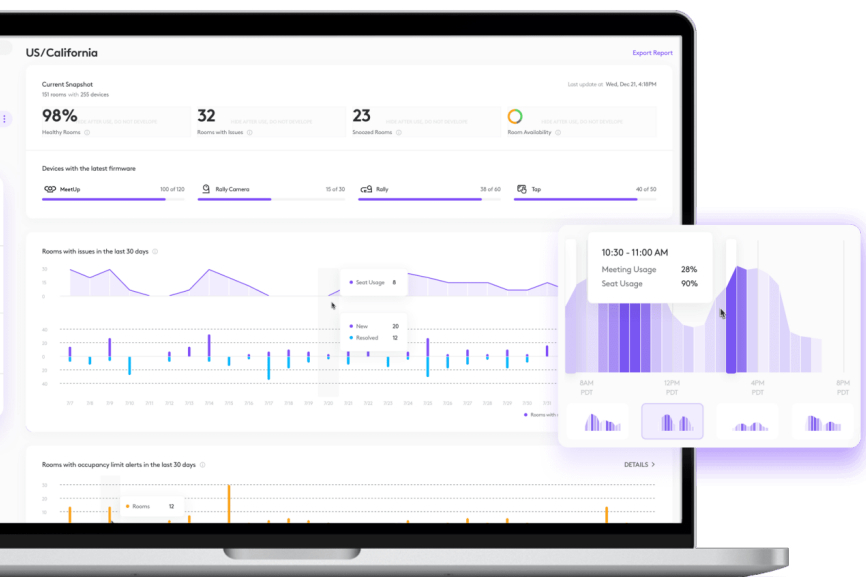 US/California
Export Report
Current Snapshot
Last update at Wed, Dec 21, 4:18PM
151 rooms with 255 devices
98%
Healthy Rooms
32
Rooms with Issues
23
Snoozed Rooms
Room Availability
Devices with the latest firmware
MeetUp 100 of 120
Rally Camera 15 of 30
Rally 38 of 60
Tap 40 of 50
Rooms with issues in the last 30 days
Seat Usage 8
New 20
Resolved 12
Rooms with
10:30 - 11:00 AM
Meeting Usage 28%
Seat Usage 90%
8AM 12PM 4PM 8PM
PDT PDT PDT PDT
Rooms with occupancy limit alerts in the last 30 days
DETAILS >
Rooms 12